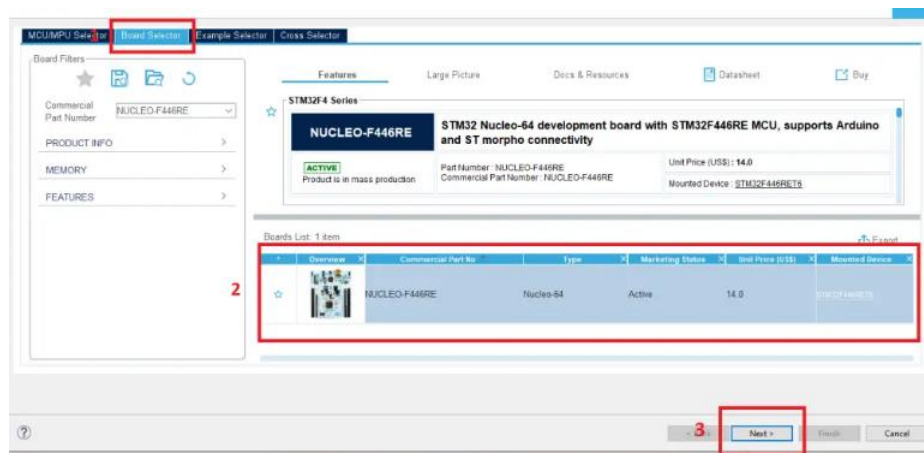 MCU/MPU Selector
Board Selector
Example Selector
Cross Selector
Board Filters
Commercial
Part Number
NUCLEO-F446RE
PRODUCT INFO
MEMORY
FEATURES
Features
Large Picture
Docs & Resources
Datasheet
Buy
STM32F4 Series
NUCLEO-F446RE
STM32 Nucleo-64 development board with STM32F446RE MCU, supports Arduino
and ST morpho connectivity
ACTIVE
Product is in mass production
Part Number : NUCLEO-F446RE
Commercial Part Number : NUCLEO-F446RE
Unit Price (US$) : 14.0
Mounted Device : STM32F446RET6
Boards List: 1 item
Export
* Overview X Commercial Part No Type X Marketing Status X Unit Price (US$) X Mounted Device X
2
NUCLEO-F446RE Nucleo-64 Active 14.0 STM32F446RET6
3
Next >
Finish
Cancel